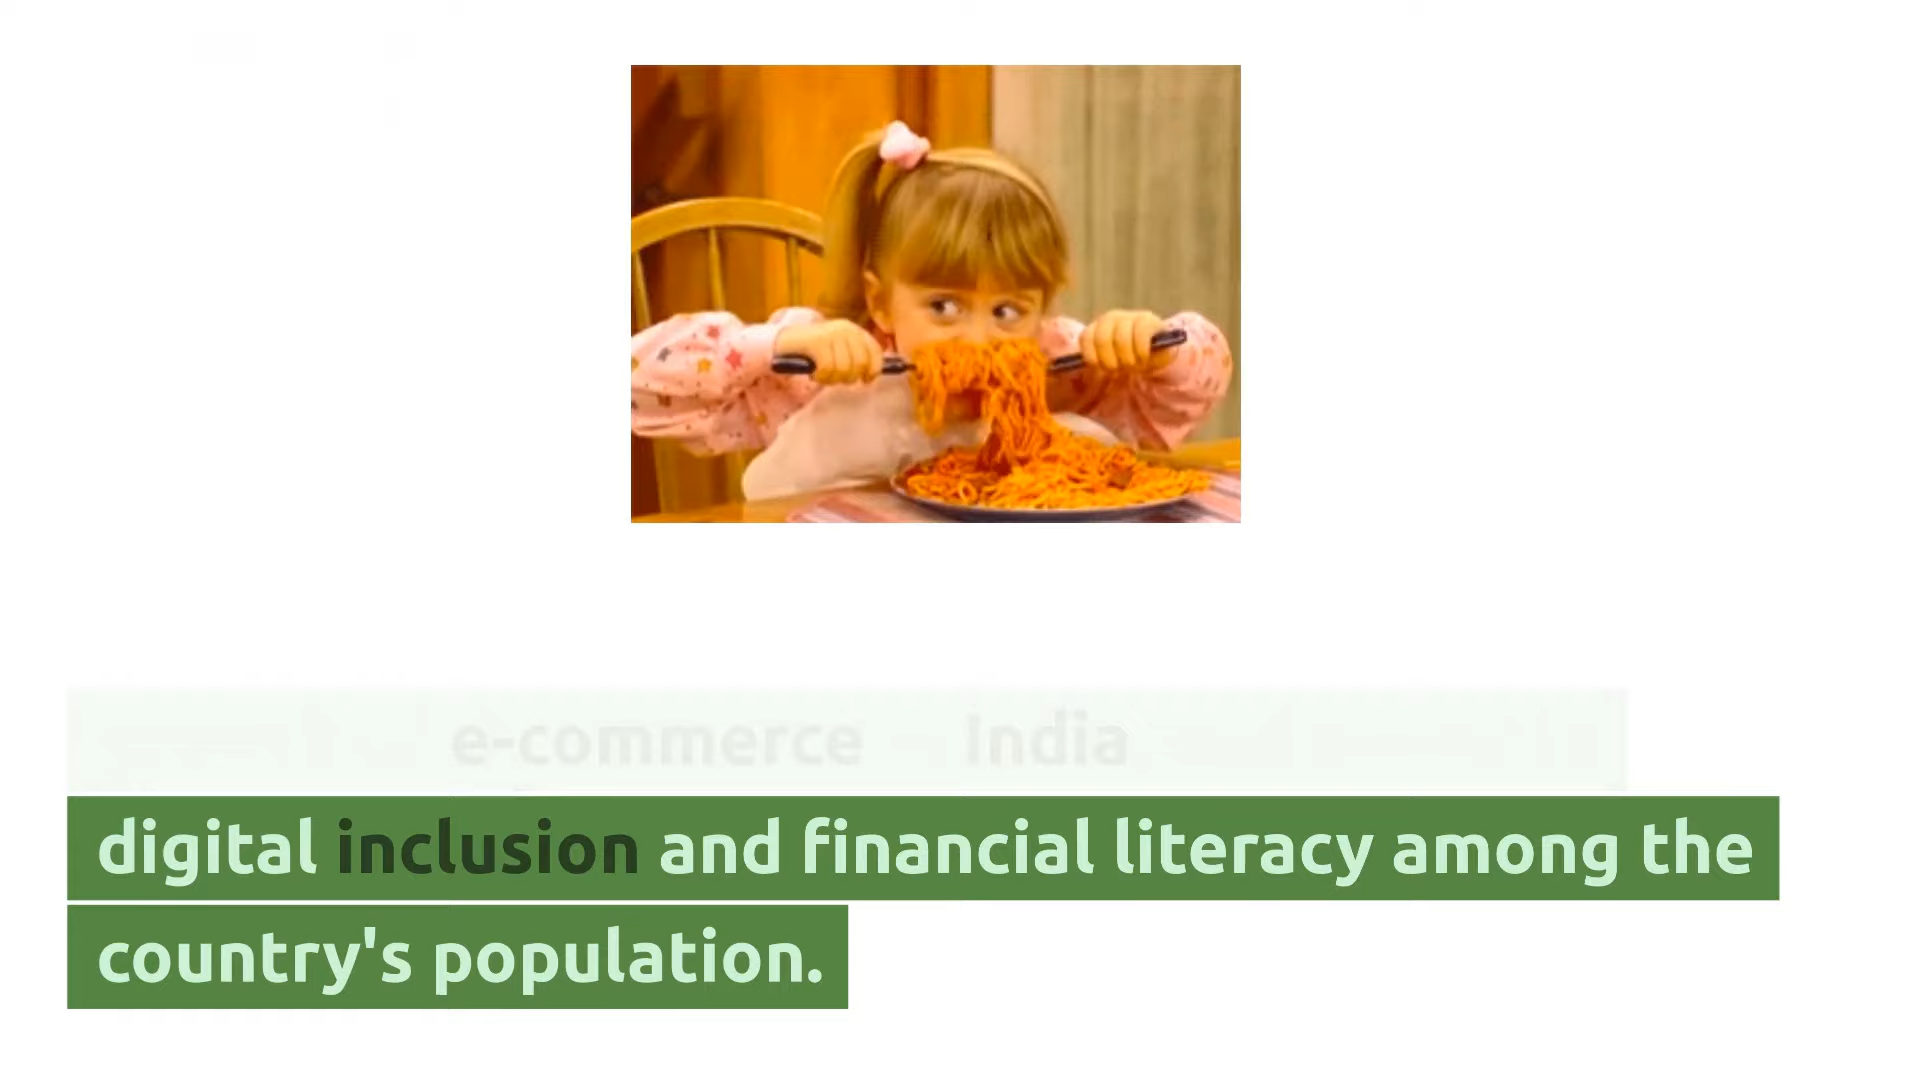 e-commerce India
digital inclusion and financial literacy among the
country's population.